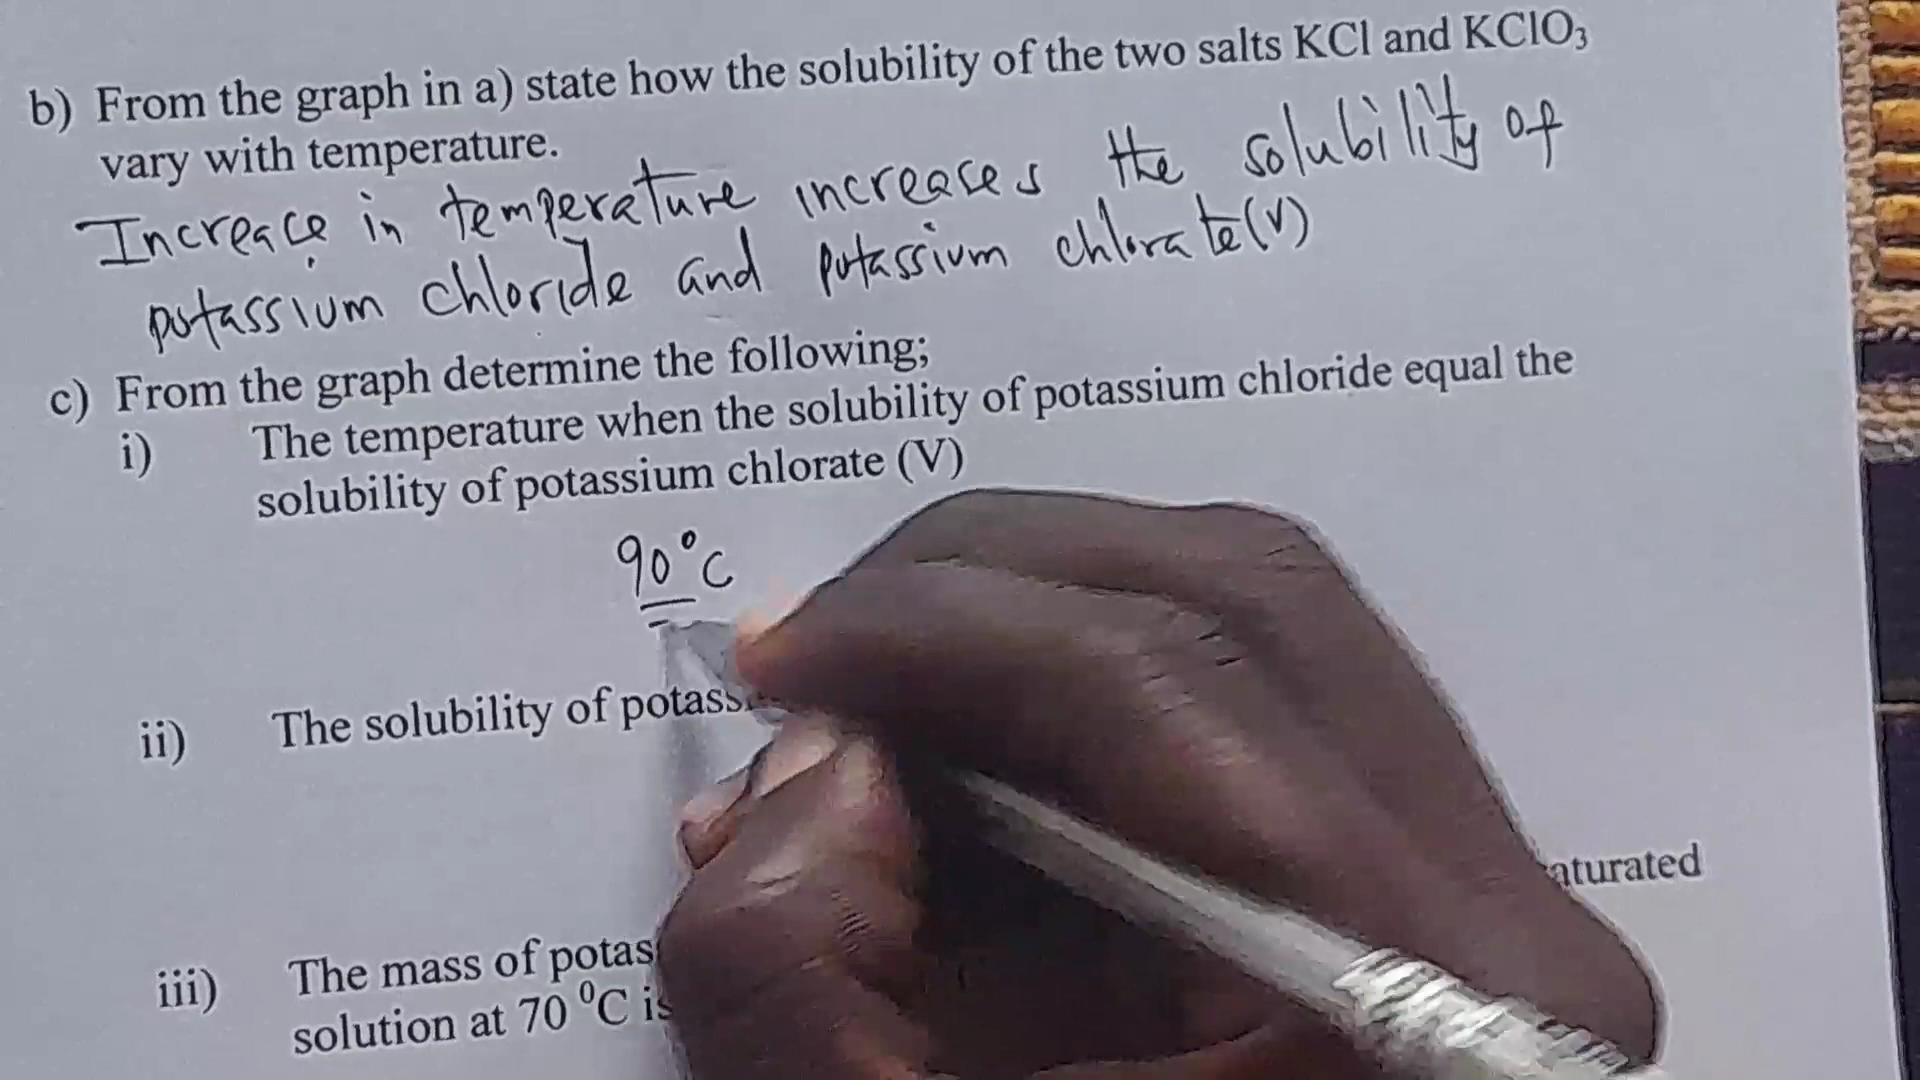 b) From the graph in a) state how the solubility of the two salts KCl and KClO₃
vary with temperature.
Increace in temperature increases the solubility of
potassium chloride and potassium chlorate(V)
c) From the graph determine the following;
i) The temperature when the solubility of potassium chloride equal the
solubility of potassium chlorate (V)
90°C
ii) The solubility of
aturated
iii) The mass of
solution at 70 ⁰C